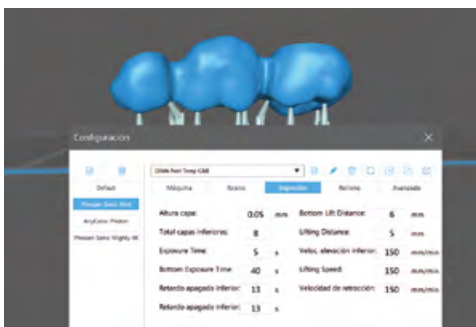 Configuración
Default
Máquina
Resina
Impresión
Relleno
Avanzado
Phrozen Sonic Mini
AnyCubic Photon
Phrozen Sonic Mighty 4K
Altura capa: 0.05 mm
Bottom Lift Distance: 6 mm
Total capas inferiores: 8
Lifting Distance: 5 mm
Exposure Time: 5 s
Veloc. elevación inferior: 150 mm/min
Bottom Exposure Time: 40 s
Lifting Speed: 150 mm/min
Retardo apagado inferior: 13 s
Velocidad de retracción: 150 mm/min
Retardo apagado inferior: 13 s